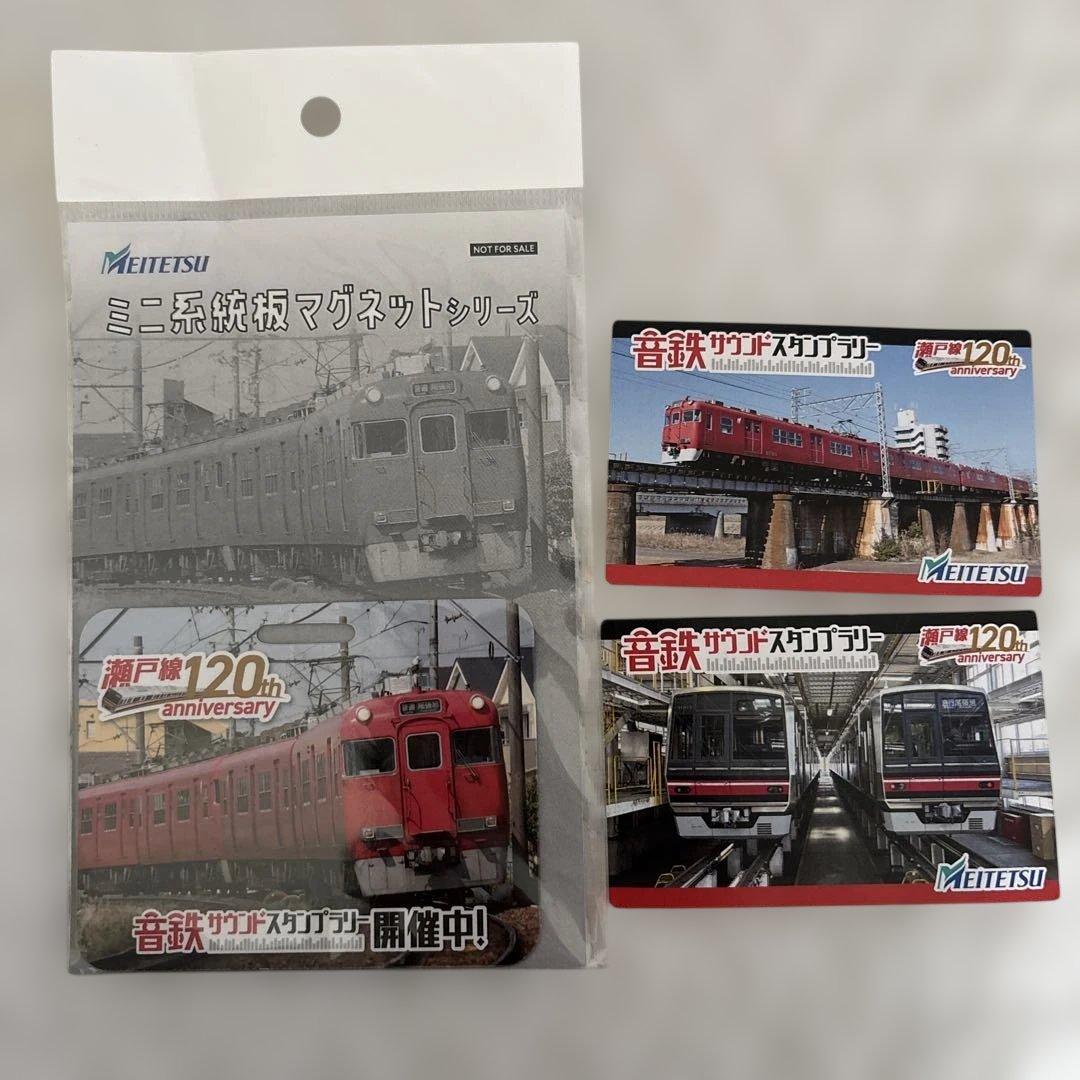 MEITETSU
NOT FOR SALE
ミニ系統板マグネットシリーズ
瀬戸線120th
anniversary
音鉄サウンドスタンプラリー開催中!
音鉄サウンドスタンプラリー
瀬戸線120th
anniversary
MEITETSU
音鉄サウンドスタンプラリー
瀬戸線120th
anniversary
MEITETSU